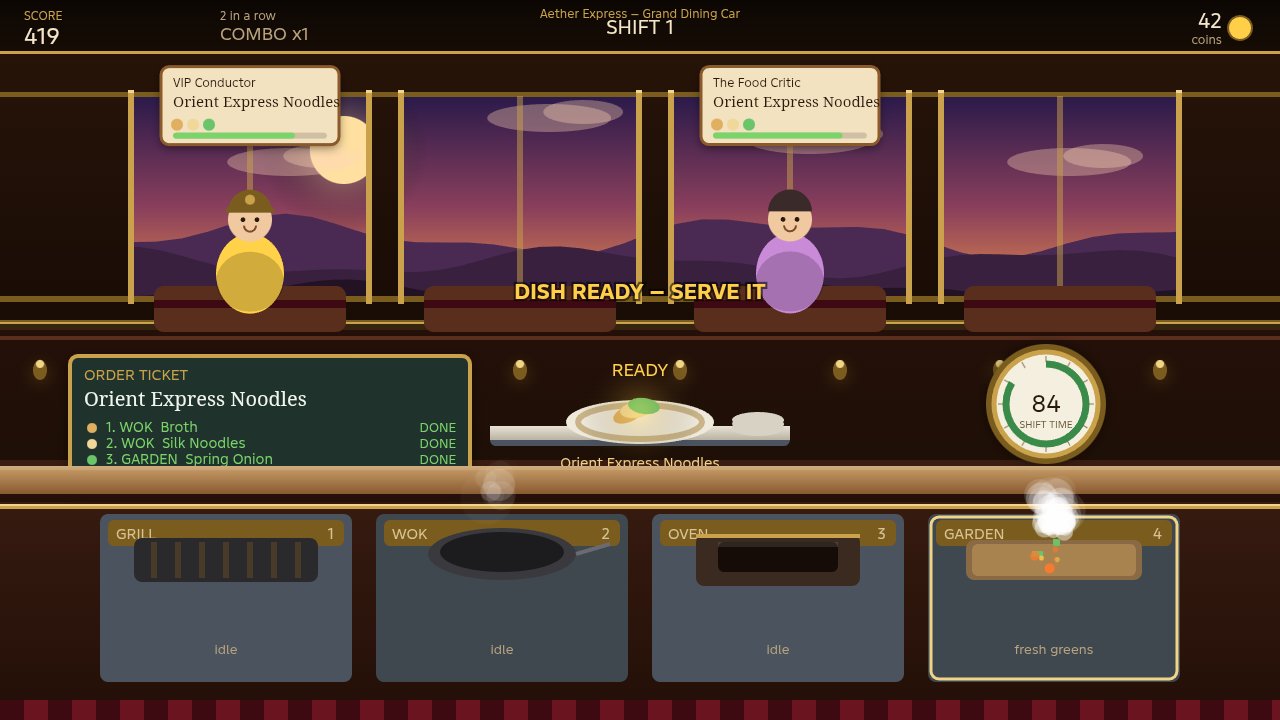 SCORE
419
2 in a row
COMBO x1
Aether Express – Grand Dining Car
SHIFT 1
42
coins
VIP Conductor
Orient Express Noodles
The Food Critic
Orient Express Noodles
DISH READY – SERVE IT
ORDER TICKET
Orient Express Noodles
1. WOK Broth DONE
2. WOK Silk Noodles DONE
3. GARDEN Spring Onion DONE
READY
Orient Express Noodles
84
SHIFT TIME
GRILL 1
WOK 2
OVEN 3
GARDEN 4
idle
idle
idle
fresh greens